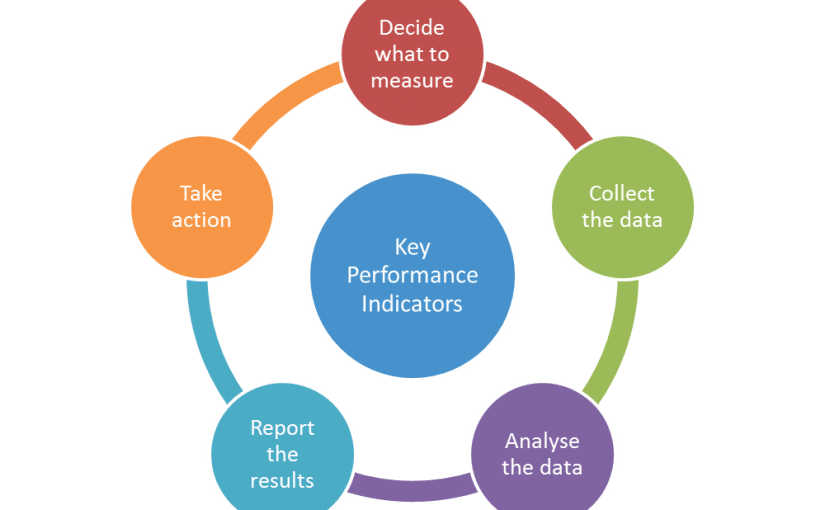 Decide
what to
measure
Collect
the data
Analyse
the data
Report
the
results
Take
action
Key
Performance
Indicators